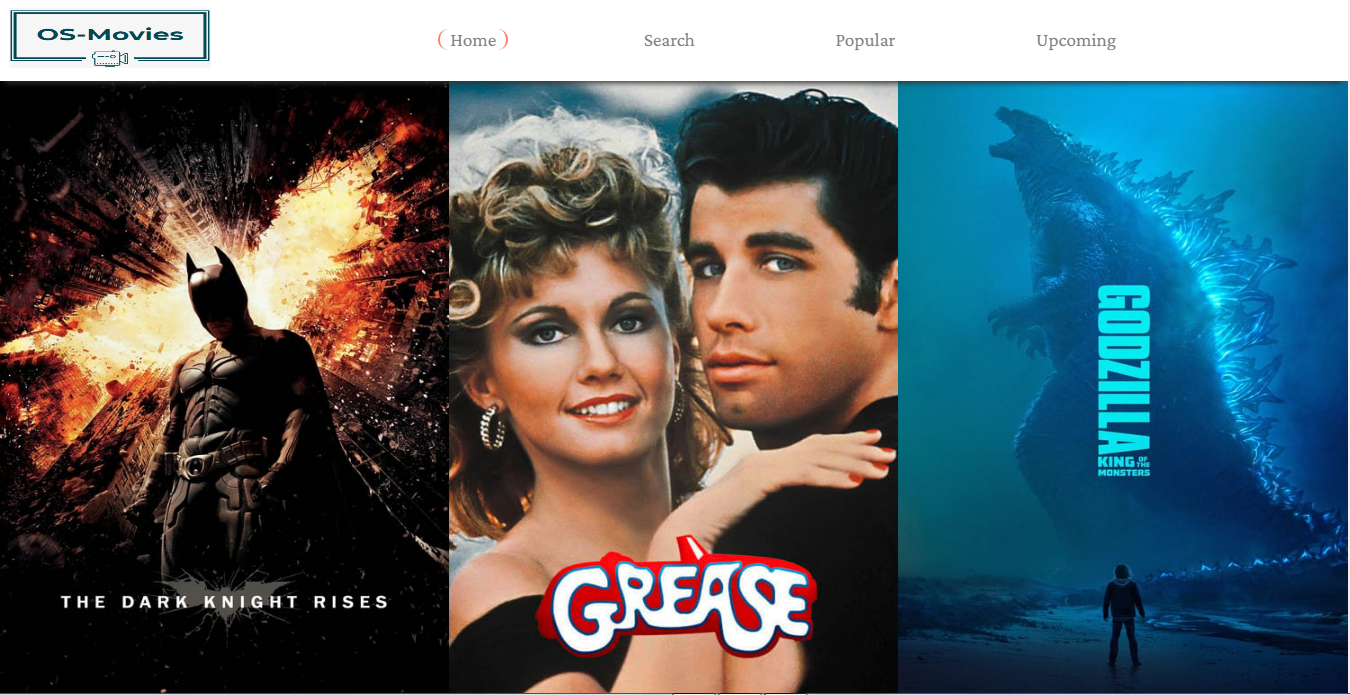 OS-Movies
( Home )
Search
Popular
Upcoming
THE DARK KNIGHT RISES
GREASE
GODZILLA
KING OF THE
MONSTERS